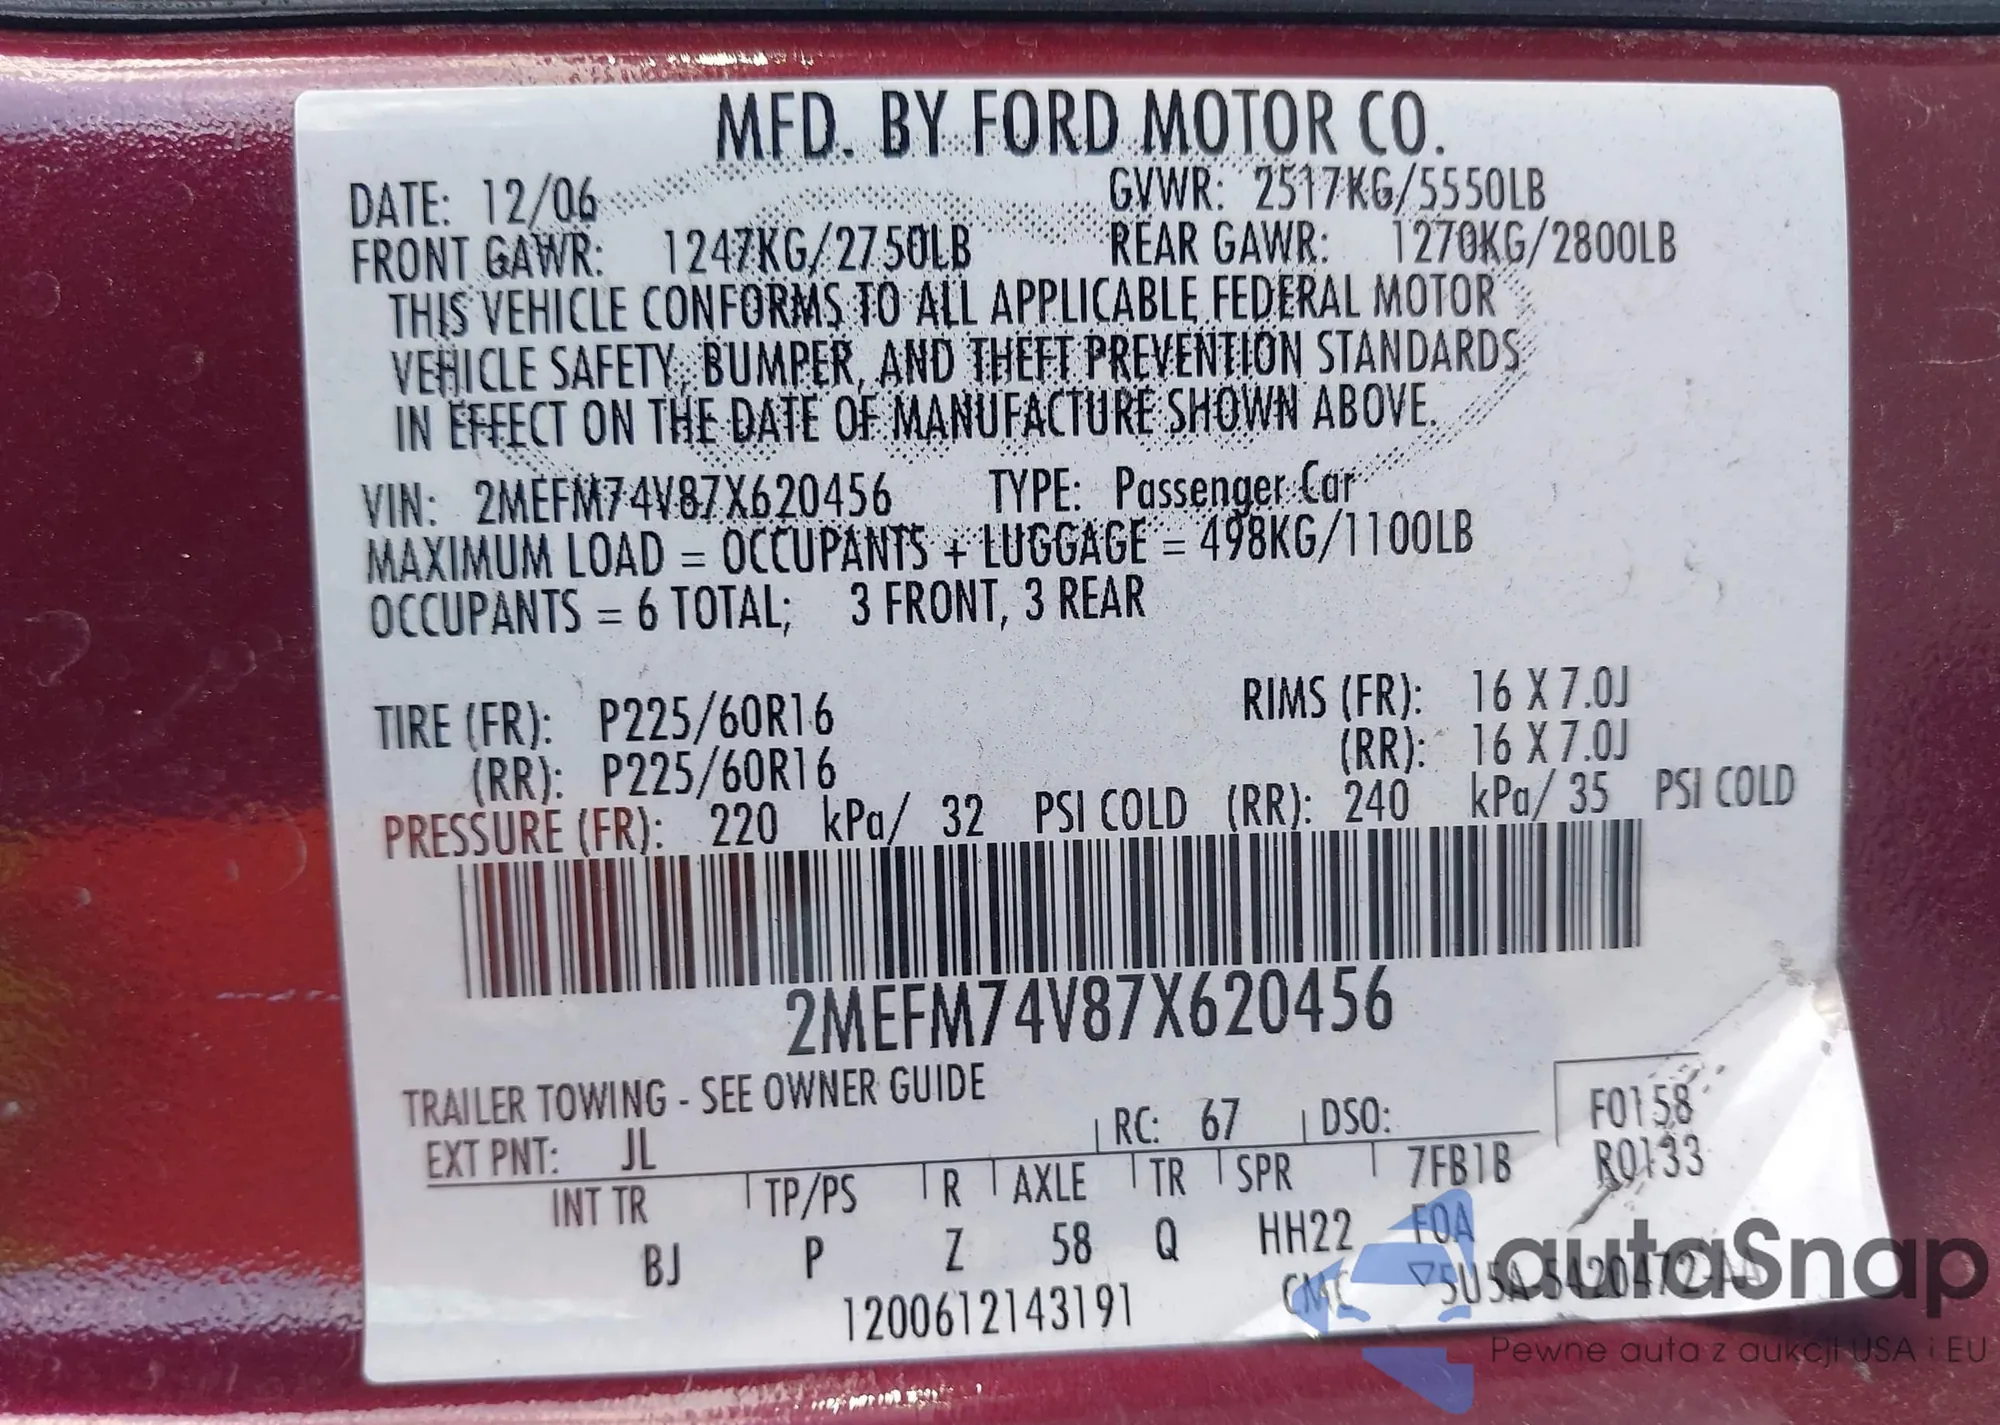 MFD. BY FORD MOTOR CO.
DATE: 12/06 GVWR: 2517KG/5550LB
FRONT GAWR: 1247KG/2750LB REAR GAWR: 1270KG/2800LB
THIS VEHICLE CONFORMS TO ALL APPLICABLE FEDERAL MOTOR
VEHICLE SAFETY, BUMPER, AND THEFT PREVENTION STANDARDS
IN EFFECT ON THE DATE OF MANUFACTURE SHOWN ABOVE.
VIN: 2MEFM74V87X620456 TYPE: Passenger Car
MAXIMUM LOAD = OCCUPANTS + LUGGAGE = 498KG/1100LB
OCCUPANTS = 6 TOTAL; 3 FRONT, 3 REAR
TIRE (FR): P225/60R16 RIMS (FR): 16 X 7.0J
(RR): P225/60R16 (RR): 16 X 7.0J
PRESSURE (FR): 220 kPa/ 32 PSI COLD (RR): 240 kPa/ 35 PSI COLD
2MEFM74V87X620456
TRAILER TOWING - SEE OWNER GUIDE
EXT PNT: JL RC: 67 DSO: F0158
R0133
INT TR TP/PS R AXLE TR SPR 7FB1B
BJ P Z 58 Q HH22 F0A
1200612143191 CMC ▽5U5A-5420472-AA
autaSnap
Pewne auta z aukcji USA i EU